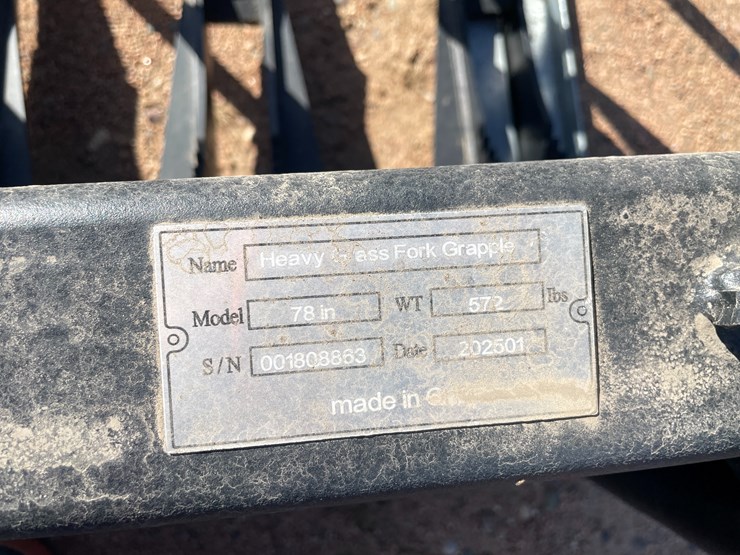 Name Heavy Fork Grapple
Model 78 in WT 572 lbs
S/N 001808863 Date 202501
made in